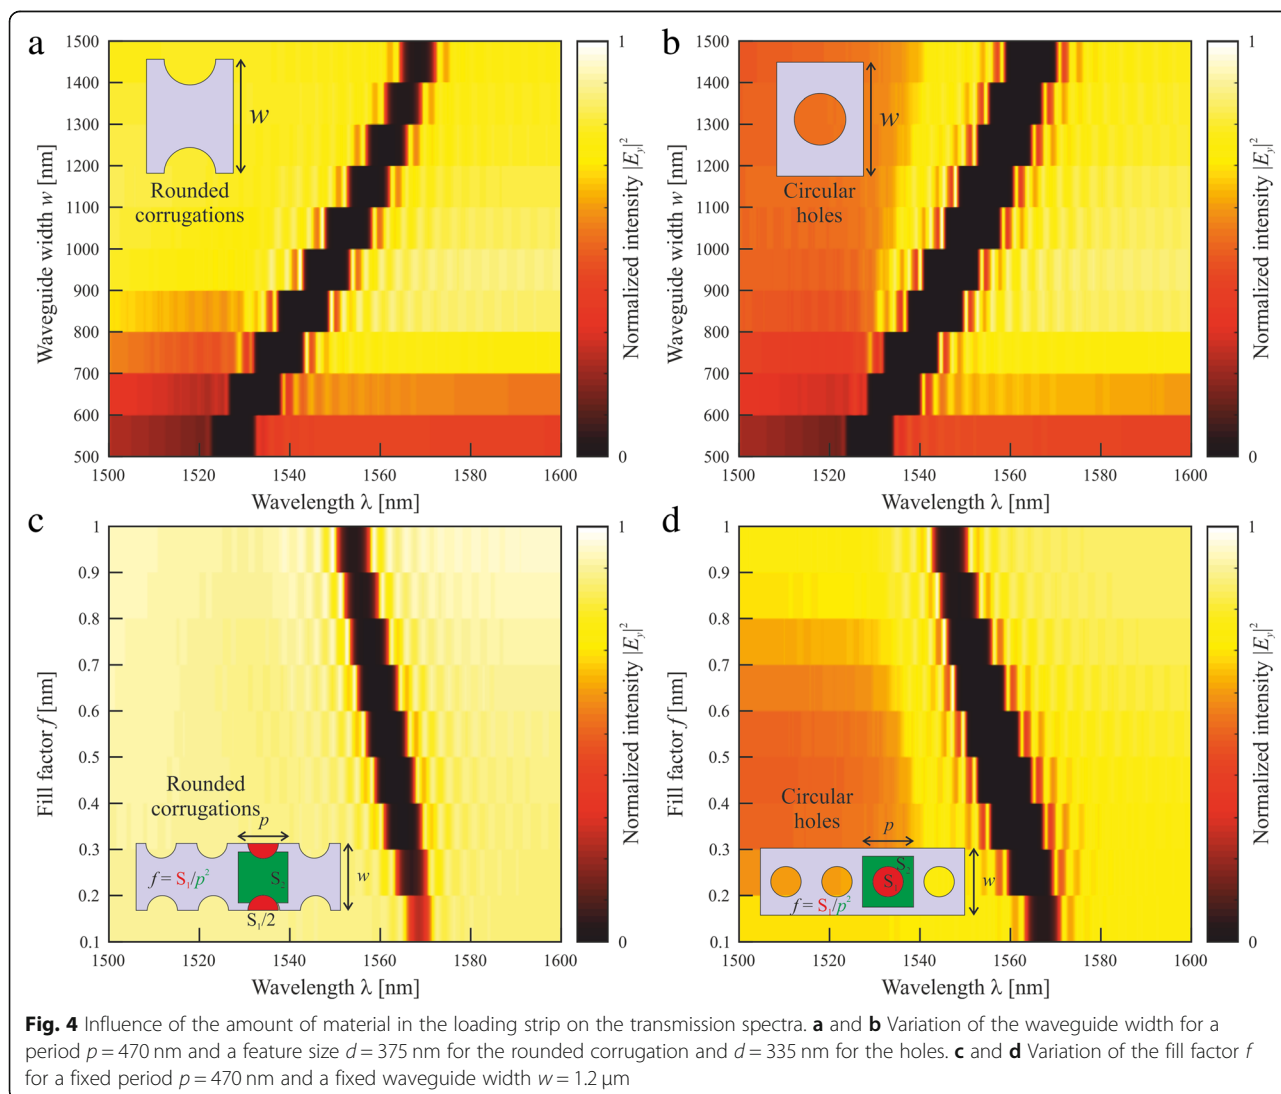 a
1500
1400
1300
1200
1100
1000
900
800
700
600
500
Waveguide width w [nm]
w
Rounded
corrugations
1500
1520
1540
1560
1580
1600
Wavelength λ [nm]
1
0
Normalized intensity |E_y|²
b
1500
1400
1300
1200
1100
1000
900
800
700
600
500
Waveguide width w [nm]
w
Circular
holes
1500
1520
1540
1560
1580
1600
Wavelength λ [nm]
1
0
Normalized intensity |E_y|²
c
1
0.9
0.8
0.7
0.6
0.5
0.4
0.3
0.2
0.1
Fill factor f [nm]
Rounded
corrugations
p
f = S₁/p²
S₂
w
S₁/2
1500
1520
1540
1560
1580
1600
Wavelength λ [nm]
1
0
Normalized intensity |E_y|²
d
1
0.9
0.8
0.7
0.6
0.5
0.4
0.3
0.2
0.1
Fill factor f [nm]
Circular
holes
p
S₂
S₁
w
f = S₁/p²
1500
1520
1540
1560
1580
1600
Wavelength λ [nm]
1
0
Normalized intensity |E_y|²
Fig. 4 Influence of the amount of material in the loading strip on the transmission spectra. a and b Variation of the waveguide width for a
period p = 470 nm and a feature size d = 375 nm for the rounded corrugation and d = 335 nm for the holes. c and d Variation of the fill factor f
for a fixed period p = 470 nm and a fixed waveguide width w = 1.2 μm